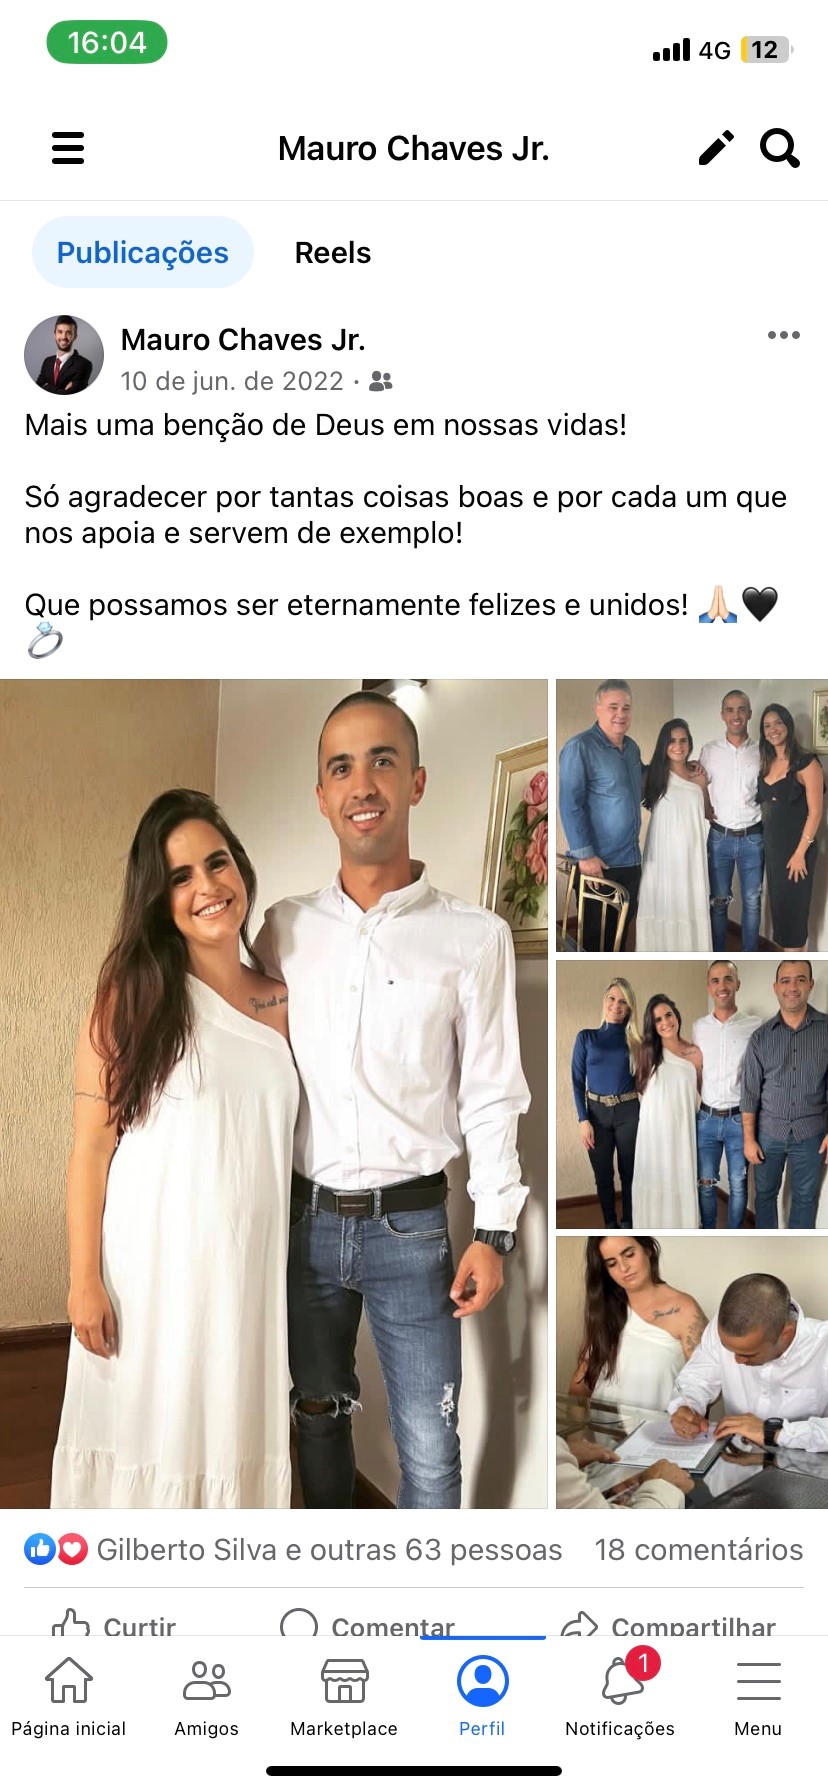 16:04
4G 12
Mauro Chaves Jr.
Publicações Reels
Mauro Chaves Jr.
10 de jun. de 2022 ·
Mais uma benção de Deus em nossas vidas!
Só agradecer por tantas coisas boas e por cada um que
nos apoia e servem de exemplo!
Que possamos ser eternamente felizes e unidos! 🙏🏻🖤
💍
Gilberto Silva e outras 63 pessoas 18 comentários
Curtir Comentar Compartilhar
1
Página inicial Amigos Marketplace Perfil Notificações Menu